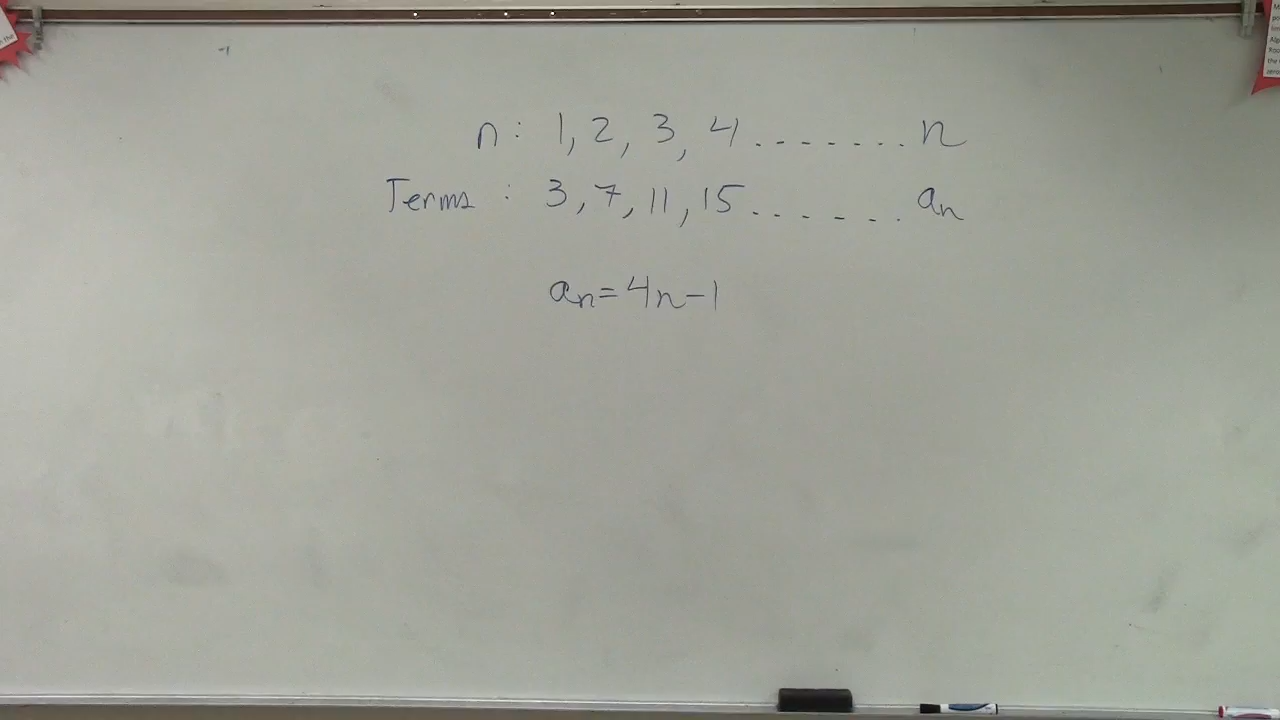 n: 1, 2, 3, 4.......n
Terms : 3, 7, 11, 15......an
an=4n-1